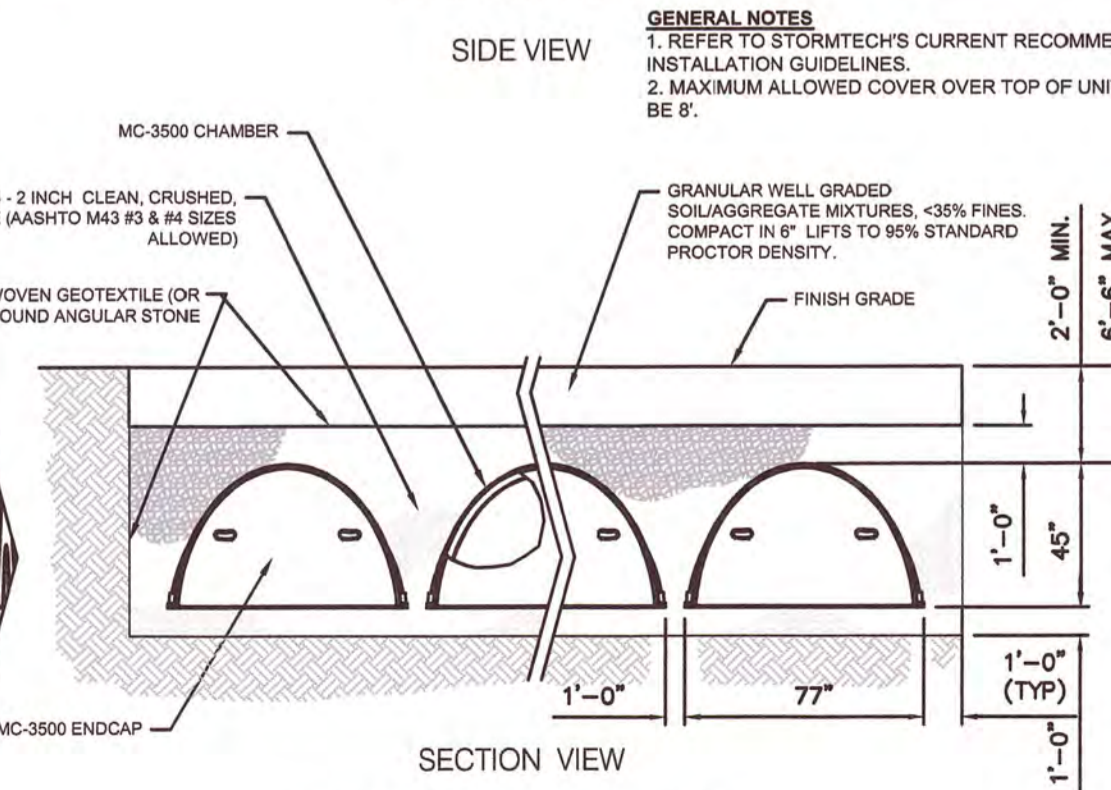 SIDE VIEW
GENERAL NOTES
1. REFER TO STORMTECH'S CURRENT RECOMME
INSTALLATION GUIDELINES.
2. MAXIMUM ALLOWED COVER OVER TOP OF UNI
BE 8'.
MC-3500 CHAMBER
- 2 INCH CLEAN, CRUSHED,
(AASHTO M43 #3 & #4 SIZES
ALLOWED)
OVEN GEOTEXTILE (OR
OUND ANGULAR STONE
GRANULAR WELL GRADED
SOIL/AGGREGATE MIXTURES, <35% FINES.
COMPACT IN 6" LIFTS TO 95% STANDARD
PROCTOR DENSITY.
FINISH GRADE
2'-0" MIN.
6'-6" MAX
1'-0"
45"
1'-0"
77"
1'-0"
(TYP)
1'-0"
MC-3500 ENDCAP
SECTION VIEW